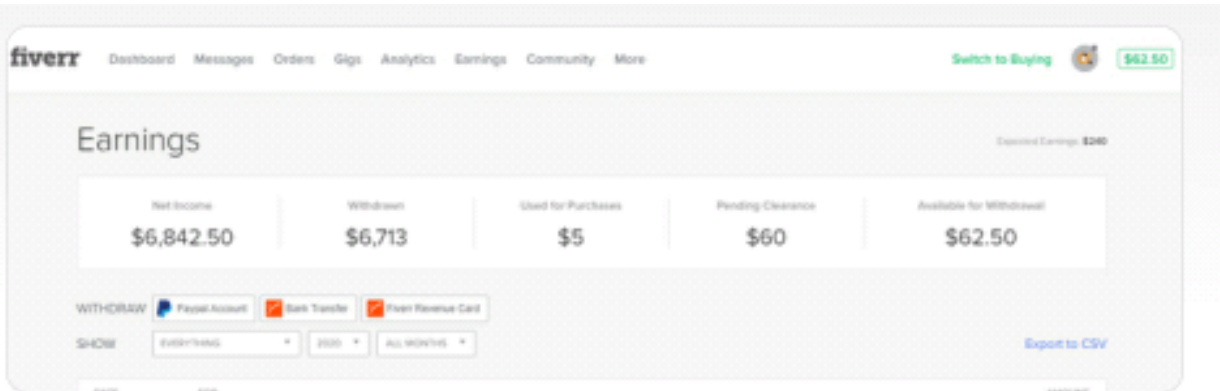 fiverr Dashboard Messages Orders Gigs Analytics Earnings Community More Switch to Buying $62.50
Earnings
Expected Earnings: $240
Net Income Withdrawn Used for Purchases Pending Clearance Available for Withdrawal
$6,842.50 $6,713 $5 $60 $62.50
WITHDRAW Paypal Account Bank Transfer Fiverr Revenue Card
SHOW EVERYTHING 2020 ALL MONTHS Export to CSV